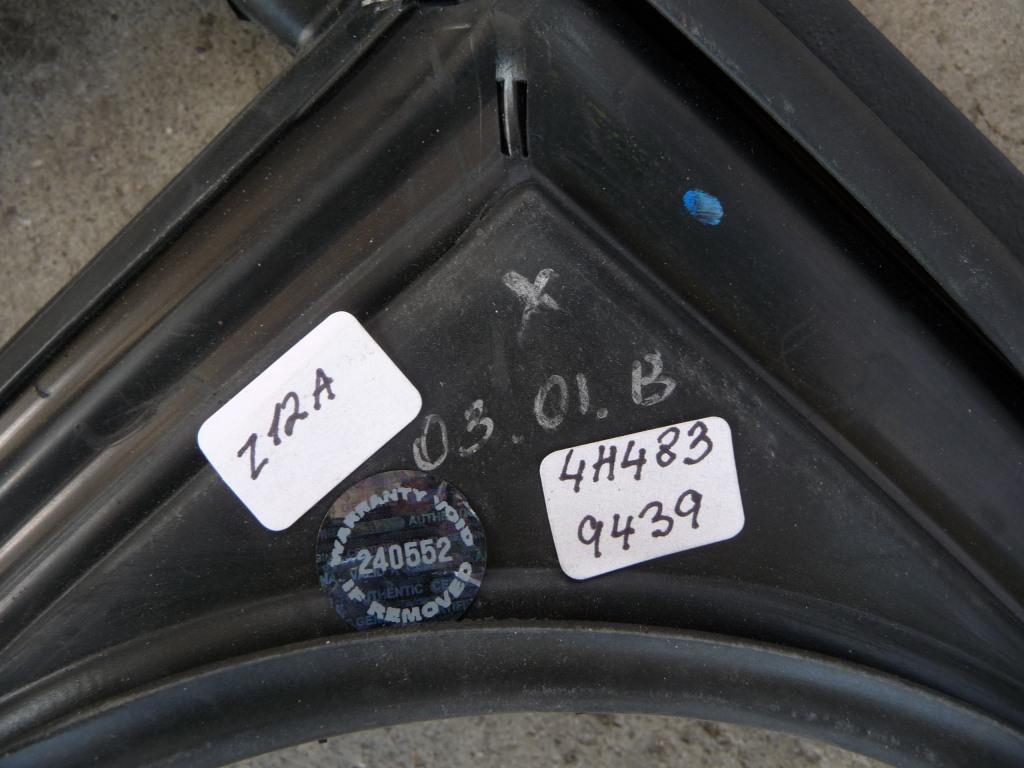 X
03.01.B
Z12A
4H483
9439
WARRANTY VOID
240552
IF REMOVED